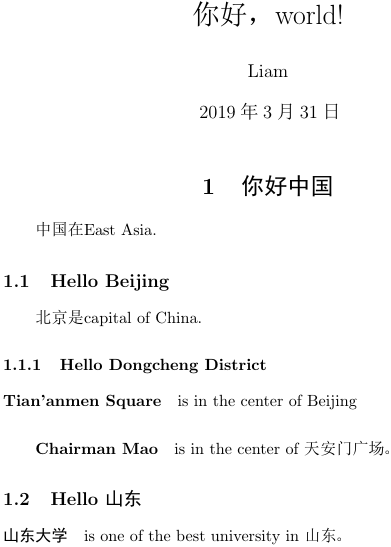 你好，world!
Liam
2019 年 3 月 31 日
1 你好中国
中国在East Asia.
1.1 Hello Beijing
北京是capital of China.
1.1.1 Hello Dongcheng District
Tian'anmen Square is in the center of Beijing
Chairman Mao is in the center of 天安门广场。
1.2 Hello 山东
山东大学 is one of the best university in 山东。